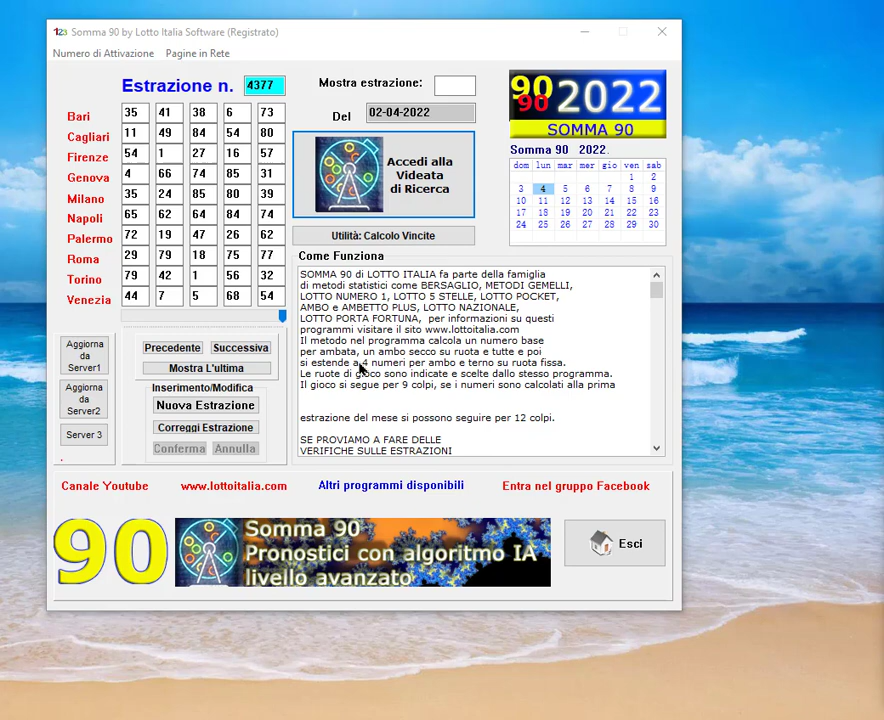 123 Somma 90 by Lotto Italia Software (Registrato)
Numero di Attivazione Pagine in Rete
Estrazione n. 4377
Mostra estrazione:
Del 02-04-2022
Bari 35 41 38 6 73
Cagliari 11 49 84 54 80
Firenze 54 1 27 16 57
Genova 4 66 74 85 31
Milano 35 24 85 80 39
Napoli 65 62 64 84 74
Palermo 72 19 47 26 62
Roma 29 79 18 75 77
Torino 79 42 1 56 32
Venezia 44 7 5 68 54
Accedi alla
Videata
di Ricerca
Utilità: Calcolo Vincite
90
90 2022
SOMMA 90
Somma 90 2022.
dom lun mar mer gio ven sab
1 2
3 4 5 6 7 8 9
10 11 12 13 14 15 16
17 18 19 20 21 22 23
24 25 26 27 28 29 30
Come Funziona
SOMMA 90 di LOTTO ITALIA fa parte della famiglia
di metodi statistici come BERSAGLIO, METODI GEMELLI,
LOTTO NUMERO 1, LOTTO 5 STELLE, LOTTO POCKET,
AMBO e AMBETTO PLUS, LOTTO NAZIONALE,
LOTTO PORTA FORTUNA, per informazioni su questi
programmi visitare il sito www.lottoitalia.com
Il metodo nel programma calcola un numero base
per ambata, un ambo secco su ruota e tutte e poi
si estende a 4 numeri per ambo e terno su ruota fissa.
Le ruote di gioco sono indicate e scelte dallo stesso programma.
Il gioco si segue per 9 colpi, se i numeri sono calcolati alla prima
estrazione del mese si possono seguire per 12 colpi.
SE PROVIAMO A FARE DELLE
VERIFICHE SULLE ESTRAZIONI
Aggiorna
da
Server1
Aggiorna
da
Server2
Server 3
Precedente Successiva
Mostra L'ultima
Inserimento/Modifica
Nuova Estrazione
Correggi Estrazione
Conferma Annulla
Canale Youtube www.lottoitalia.com Altri programmi disponibili Entra nel gruppo Facebook
90
Somma 90
Pronostici con algoritmo IA
livello avanzato
Esci